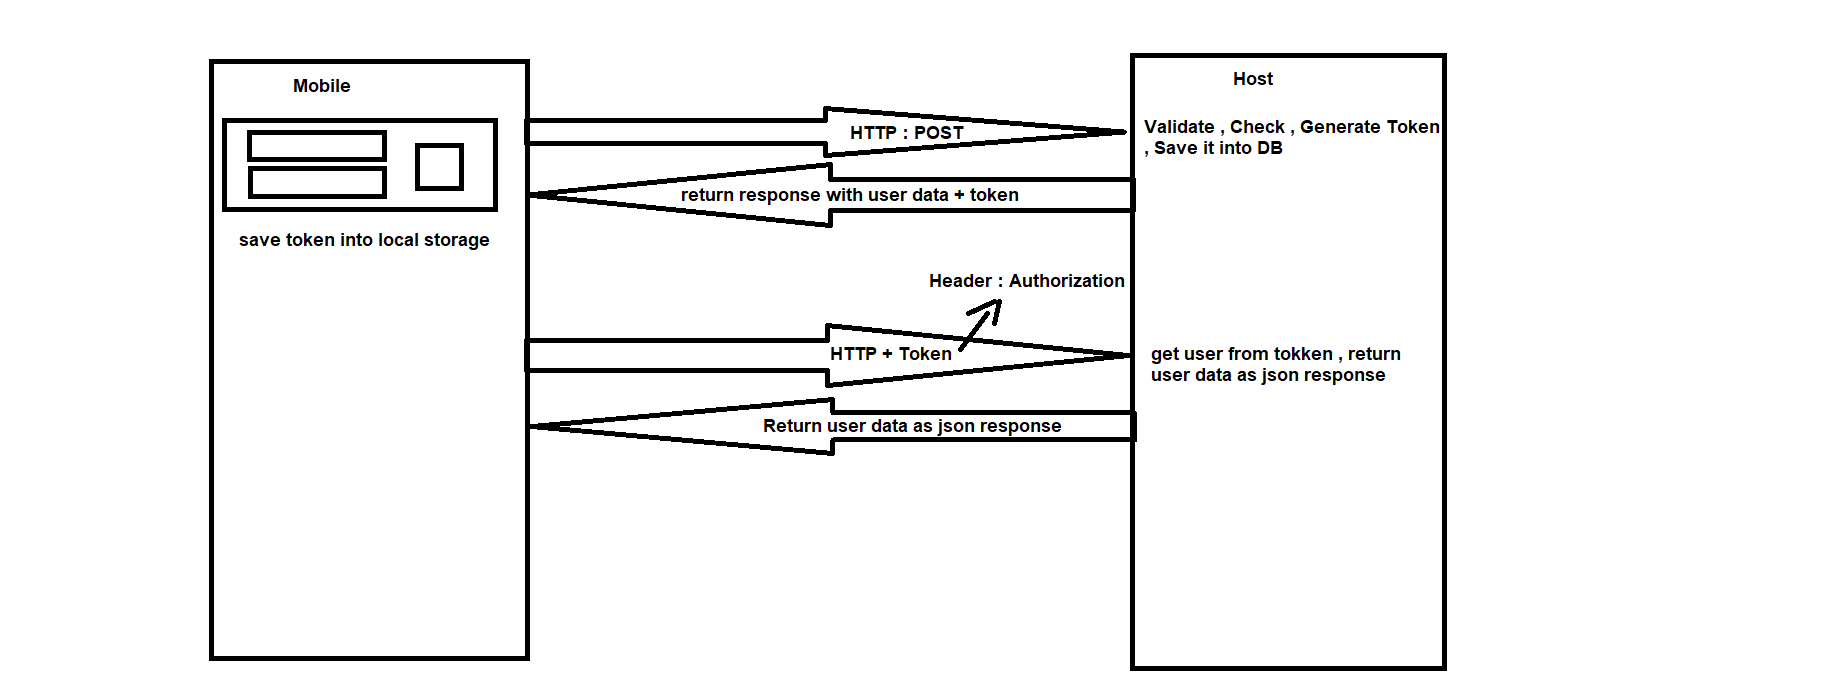 Mobile
Host
HTTP : POST
Validate , Check , Generate Token
, Save it into DB
return response with user data + token
save token into local storage
Header : Authorization
HTTP + Token
get user from tokken , return
user data as json response
Return user data as json response